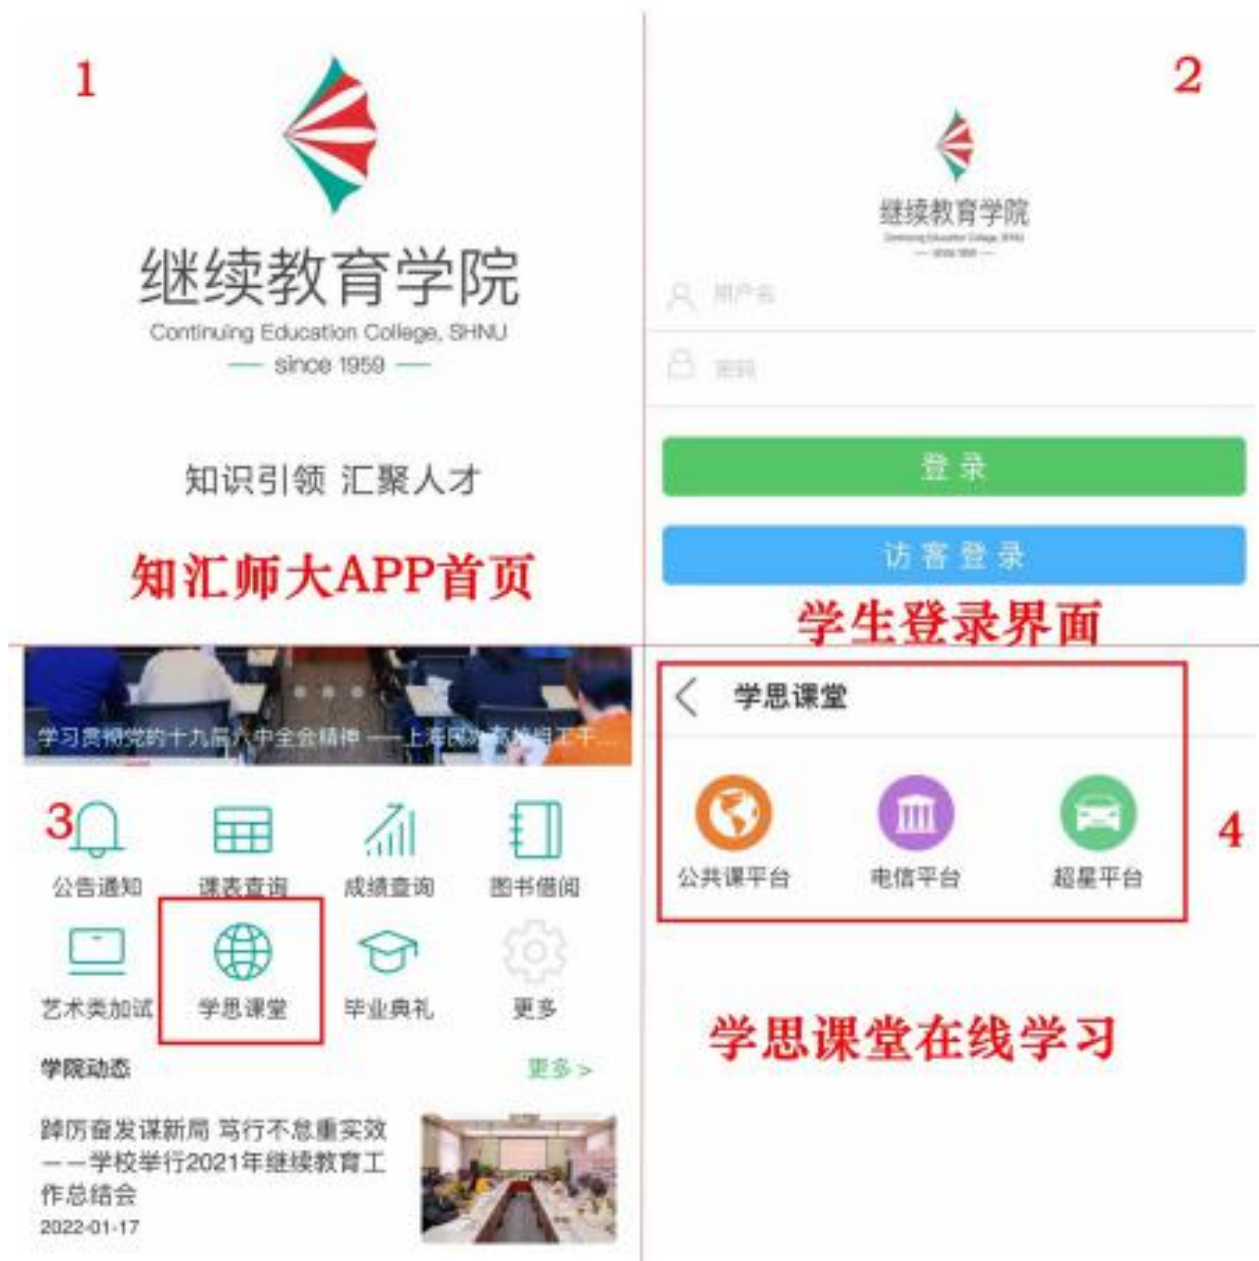 1
继续教育学院
Continuing Education College, SHNU
since 1959
知识引领 汇聚人才
知汇师大APP首页
2
继续教育学院
Continuing Education College, SHNU
since 1959
用户名
密码
登录
访客登录
学生登录界面
学习贯彻党的十九届六中全会精神 ——上海
3
公告通知
课表查询
成绩查询
图书借阅
艺术类加试
学思课堂
毕业典礼
更多
学院动态
更多 >
踔厉奋发谋新局 笃行不怠重实效
——学校举行2021年继续教育工
作总结会
2022-01-17
学思课堂
公共课平台
电信平台
超星平台
4
学思课堂在线学习